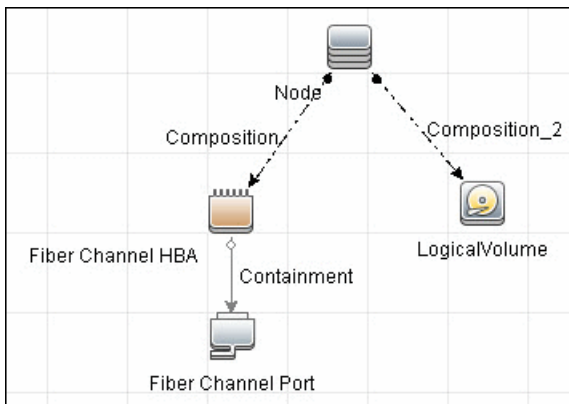 Node
Composition
Composition_2
Fiber Channel HBA
LogicalVolume
Containment
Fiber Channel Port